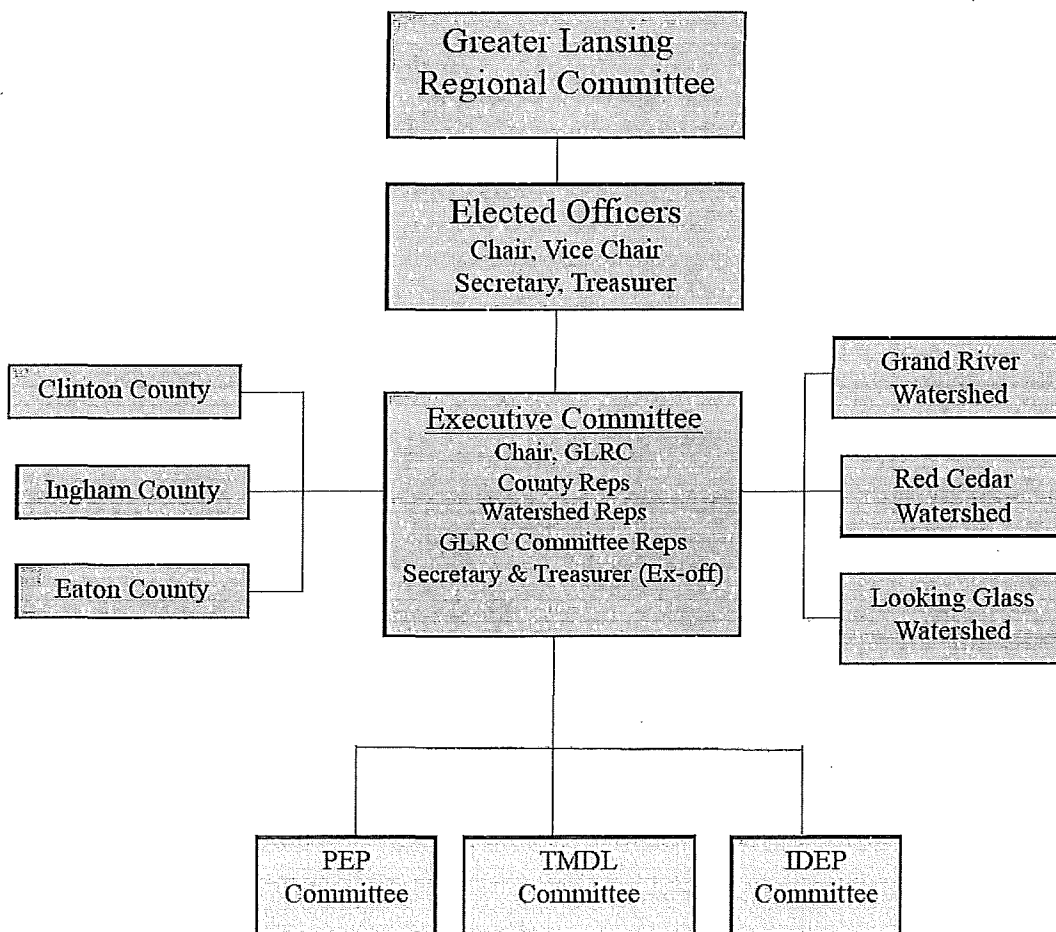 Greater Lansing
Regional Committee
Elected Officers
Chair, Vice Chair
Secretary, Treasurer
Clinton County
Ingham County
Eaton County
Executive Committee
Chair, GLRC
County Reps
Watershed Reps
GLRC Committee Reps
Secretary & Treasurer (Ex-off)
Grand River
Watershed
Red Cedar
Watershed
Looking Glass
Watershed
PEP
Committee
TMDL
Committee
IDEP
Committee